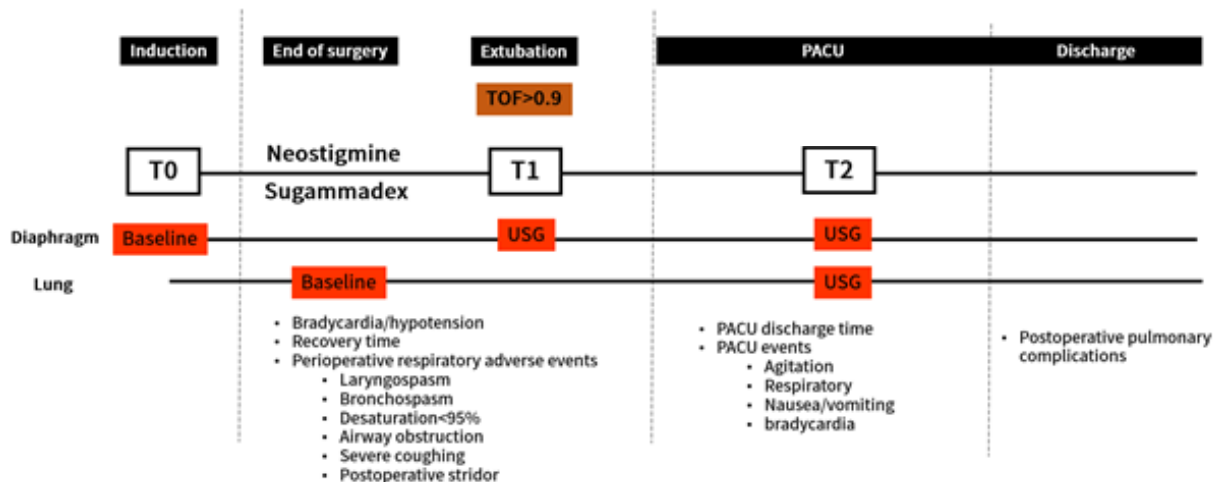 Induction
End of surgery
Extubation
PACU
Discharge
TOF>0.9
T0
Neostigmine
Sugammadex
T1
T2
Diaphragm
Baseline
USG
USG
Lung
Baseline
USG
• Bradycardia/hypotension
• Recovery time
• Perioperative respiratory adverse events
• Laryngospasm
• Bronchospasm
• Desaturation<95%
• Airway obstruction
• Severe coughing
• Postoperative stridor
• PACU discharge time
• PACU events
• Agitation
• Respiratory
• Nausea/vomiting
• bradycardia
• Postoperative pulmonary
complications